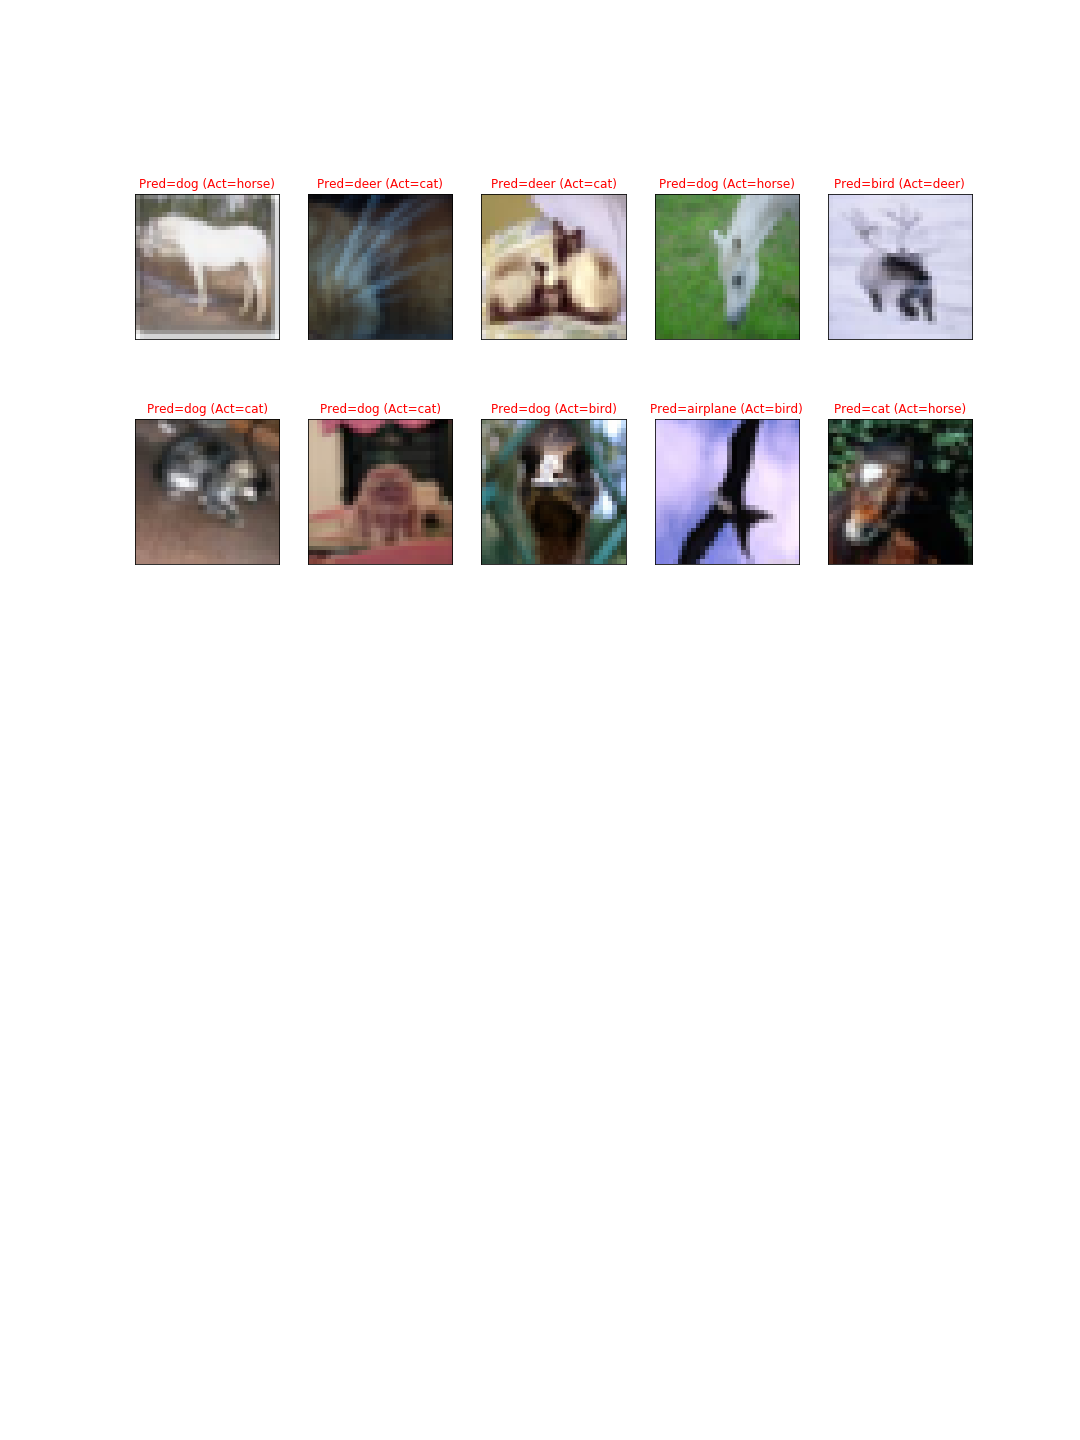 Pred=dog (Act=horse) Pred=deer (Act=cat) Pred=deer (Act=cat) Pred=dog (Act=horse) Pred=bird (Act=deer)
Pred=dog (Act=cat) Pred=dog (Act=cat) Pred=dog (Act=bird) Pred=airplane (Act=bird) Pred=cat (Act=horse)